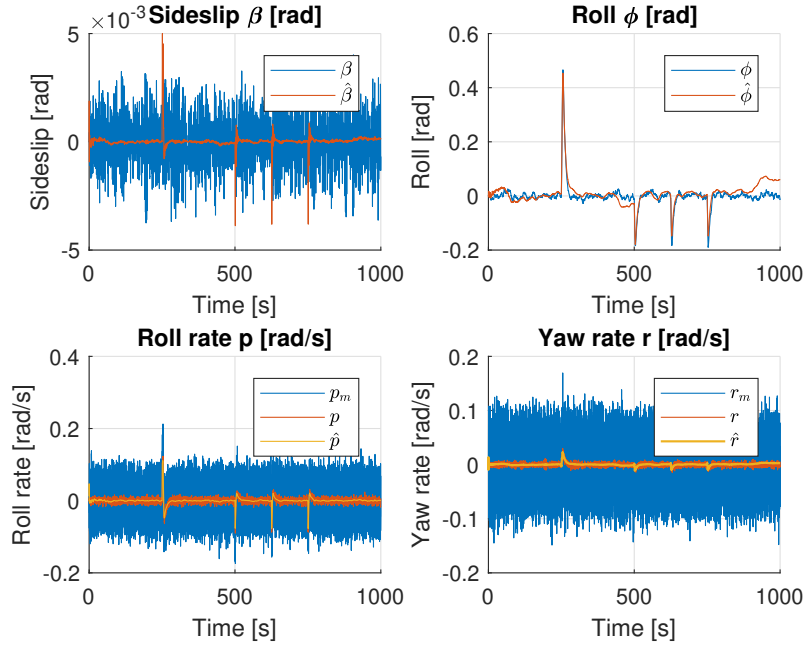 ×10⁻³
Sideslip β [rad]
Sideslip [rad]
5
0
-5
β
β̂
0
500
1000
Time [s]
Roll ϕ [rad]
Roll [rad]
0.6
0.4
0.2
0
-0.2
ϕ
ϕ̂
0
500
1000
Time [s]
Roll rate p [rad/s]
Roll rate [rad/s]
0.4
0.2
0
-0.2
pₘ
p
p̂
0
500
1000
Time [s]
Yaw rate r [rad/s]
Yaw rate [rad/s]
0.2
0.1
0
-0.1
-0.2
rₘ
r
r̂
0
500
1000
Time [s]